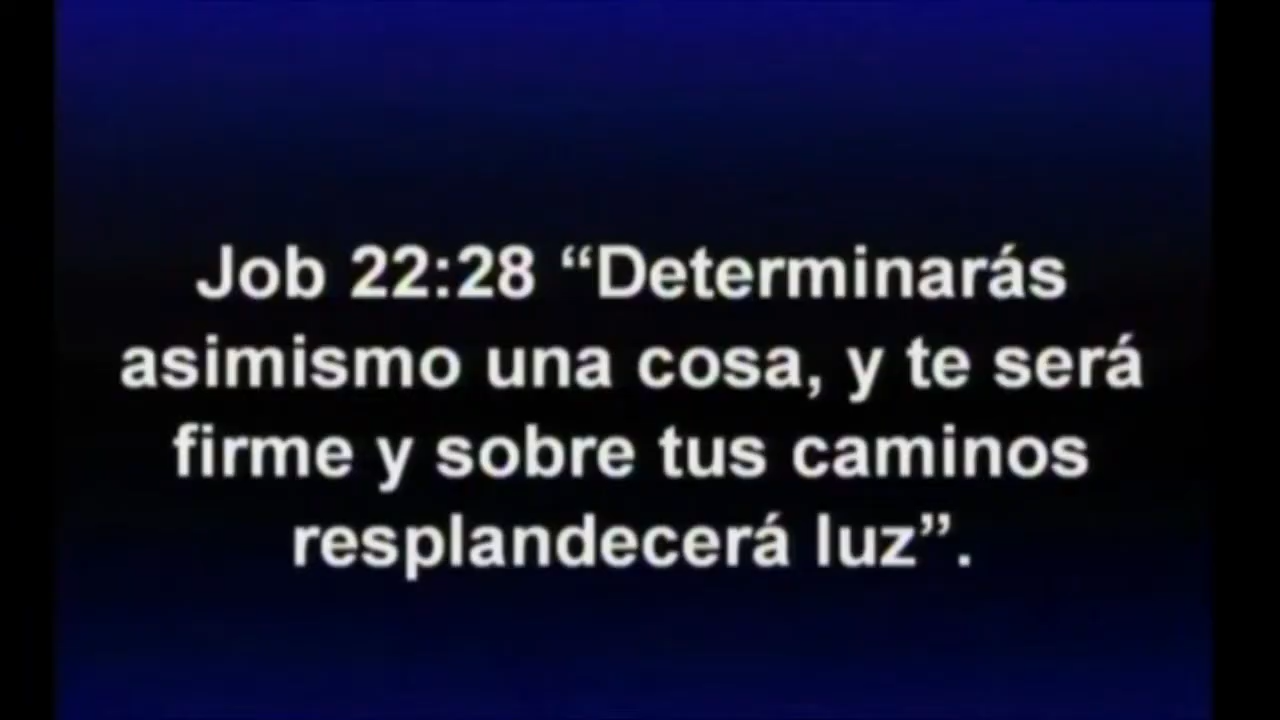 Job 22:28 “Determinarás
asimismo una cosa, y te será
firme y sobre tus caminos
resplandecerá luz”.